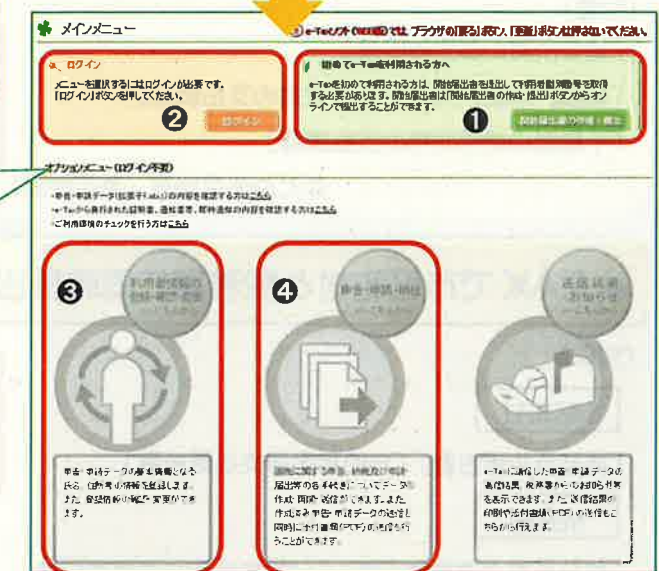 メインメニュー
e-Taxソフト(WEB版)では、ブラウザの「戻る」ボタン、「更新」ボタンは押さないでください。
ログイン
メニューを選択するにはログインが必要です。
「ログイン」ボタンを押してください。
❷
ログイン
初めてe-Taxを利用される方へ
e-Taxを初めて利用される方は、開始届出書を提出して利用者識別番号を取得
する必要があります。開始届出書は「開始届出書の作成・提出」ボタンからオン
ラインで提出することができます。
❶
開始届出書の作成・提出
オプションメニュー(ログイン不要)
・申告・申請データ(拡張子「.xtx」)の内容を確認する方はこちら
・e-Taxから発行された証明書、通知書等、即時通知の内容を確認する方はこちら
・ご利用環境のチェックを行う方はこちら
❸
利用者情報の
登録・確認・変更
❹
申告・申請・納税
送信結果
・お知らせ
申告・申請データの基本情報となる
氏名、住所等の情報を登録します。
また、登録情報の確認・変更ができ
ます。
国税に関する申告、納税及び申請・
届出等の各手続きについてデータを
作成・再開・送信ができます。また、
作成済み申告・申請データの送信と
同時に添付書類(PDF)の送信も行
うことができます。
e-Taxに送信した申告・申請データの
送信結果、税務署からのお知らせ等
を表示できます。また、送信結果の
印刷や添付書類(PDF)の送信もこ
ちらから行えます。